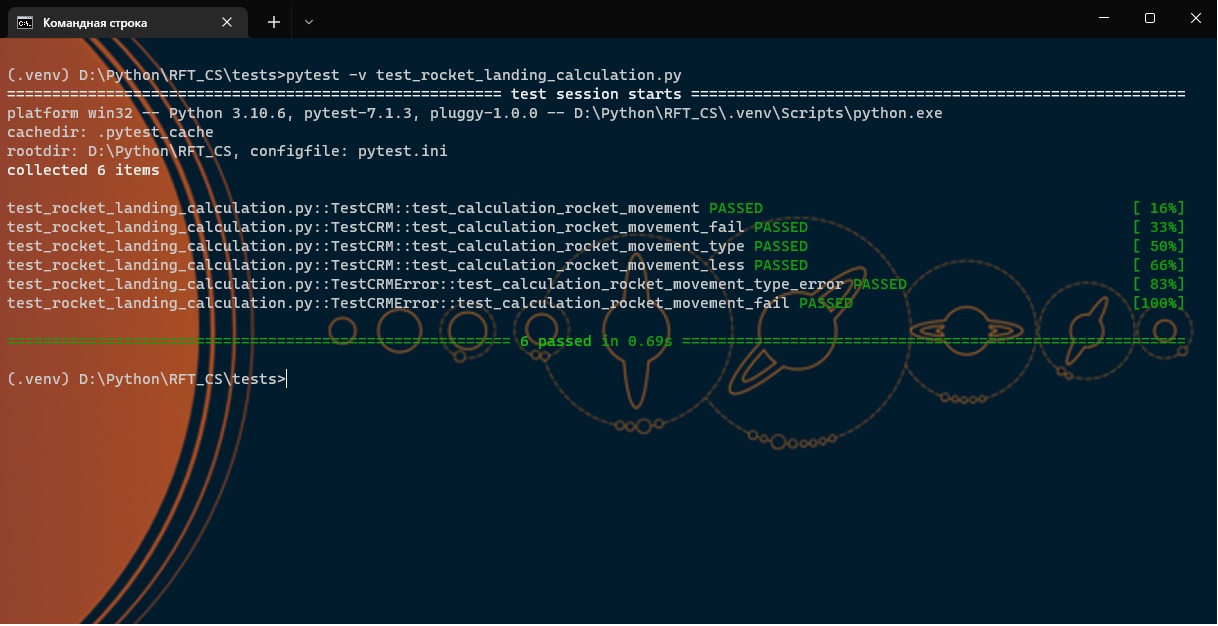 Командная строка
(.venv) D:\Python\RFT_CS\tests>pytest -v test_rocket_landing_calculation.py
======================================================= test session starts =======================================================
platform win32 -- Python 3.10.6, pytest-7.1.3, pluggy-1.0.0 -- D:\Python\RFT_CS\.venv\Scripts\python.exe
cachedir: .pytest_cache
rootdir: D:\Python\RFT_CS, configfile: pytest.ini
collected 6 items
test_rocket_landing_calculation.py::TestCRM::test_calculation_rocket_movement PASSED [ 16%]
test_rocket_landing_calculation.py::TestCRM::test_calculation_rocket_movement_fail PASSED [ 33%]
test_rocket_landing_calculation.py::TestCRM::test_calculation_rocket_movement_type PASSED [ 50%]
test_rocket_landing_calculation.py::TestCRM::test_calculation_rocket_movement_less PASSED [ 66%]
test_rocket_landing_calculation.py::TestCRMError::test_calculation_rocket_movement_type_error PASSED [ 83%]
test_rocket_landing_calculation.py::TestCRMError::test_calculation_rocket_movement_fail PASSED [100%]
======================================================== 6 passed in 0.69s ========================================================
(.venv) D:\Python\RFT_CS\tests>